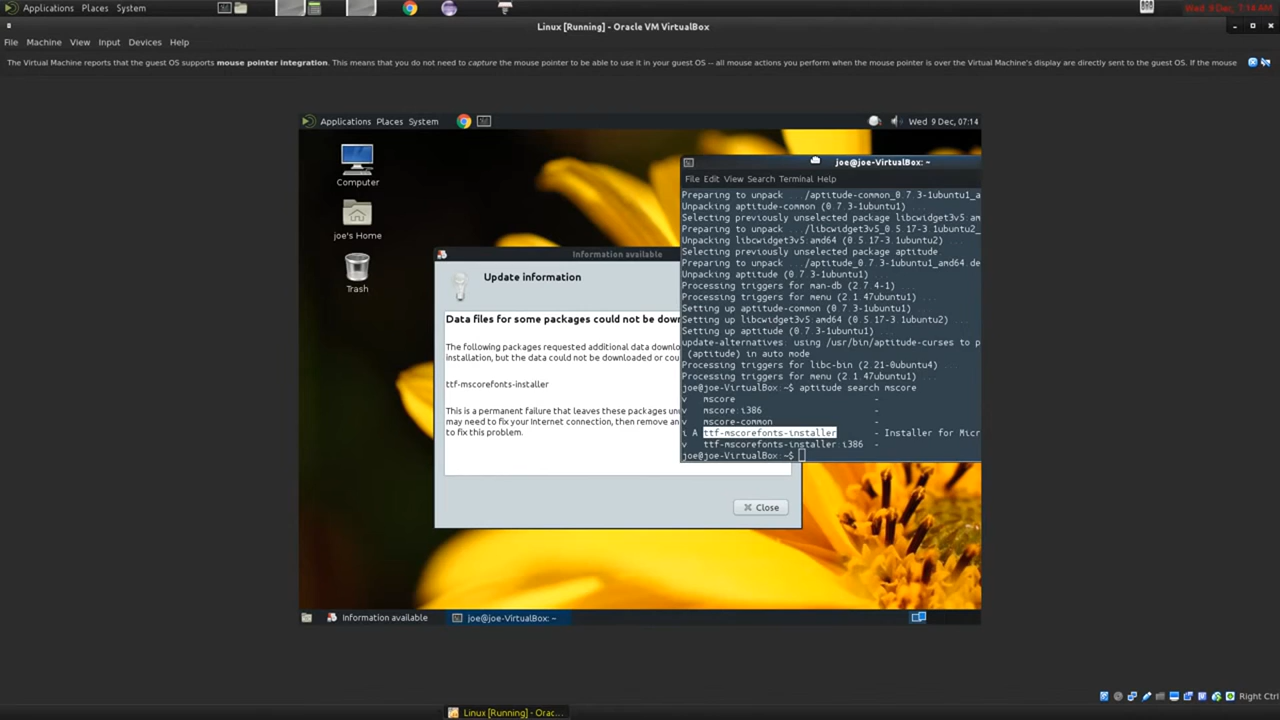 Applications Places System
Wed 9 Dec, 7:14 AM
Linux [Running] - Oracle VM VirtualBox
File Machine View Input Devices Help
The Virtual Machine reports that the guest OS supports mouse pointer integration. This means that you do not need to capture the mouse pointer to be able to use it in your guest OS -- all mouse actions you perform when the mouse pointer is over the Virtual Machine's display are directly sent to the guest OS. If the mouse
Applications Places System
Wed 9 Dec, 07:14
Computer
joe's Home
Trash
Information available
Update information
Data files for some packages could not be dow
The following packages requested additional data downlo
installation, but the data could not be downloaded or cou
ttf-mscorefonts-installer
This is a permanent failure that leaves these packages un
may need to fix your Internet connection, then remove an
to fix this problem.
Close
joe@joe-VirtualBox: ~
File Edit View Search Terminal Help
Preparing to unpack .../aptitude-common_0 7 3-1ubuntu1_a
Unpacking aptitude-common (0 7 3-1ubuntu1) ...
Selecting previously unselected package libcwidget3v5 am
Preparing to unpack .../libcwidget3v5_0 5 17-3 1ubuntu2_
Unpacking libcwidget3v5:amd64 (0 5 17-3 1ubuntu2) ...
Selecting previously unselected package aptitude
Preparing to unpack .../aptitude_0 7 3-1ubuntu1_amd64 de
Unpacking aptitude (0 7 3-1ubuntu1) ...
Processing triggers for man-db (2 7 4-1) ...
Processing triggers for menu (2 1 47ubuntu1) ...
Setting up aptitude-common (0 7 3-1ubuntu1) ...
Setting up libcwidget3v5 amd64 (0 5 17-3 1ubuntu2) ...
Setting up aptitude (0 7 3-1ubuntu1) ...
update-alternatives: using /usr/bin/aptitude-curses to p
(aptitude) in auto mode
Processing triggers for libc-bin (2 21-0ubuntu4) ...
Processing triggers for menu (2 1 47ubuntu1) ...
joe@joe-VirtualBox:~$ aptitude search mscore
v mscore -
v mscore:i386 -
v mscore-common -
i A ttf-mscorefonts-installer - Installer for Micr
v ttf-mscorefonts-installer:i386 -
joe@joe-VirtualBox:~$
Information available
joe@joe-VirtualBox: ~
Right Ctrl
Linux [Running] - Orac...